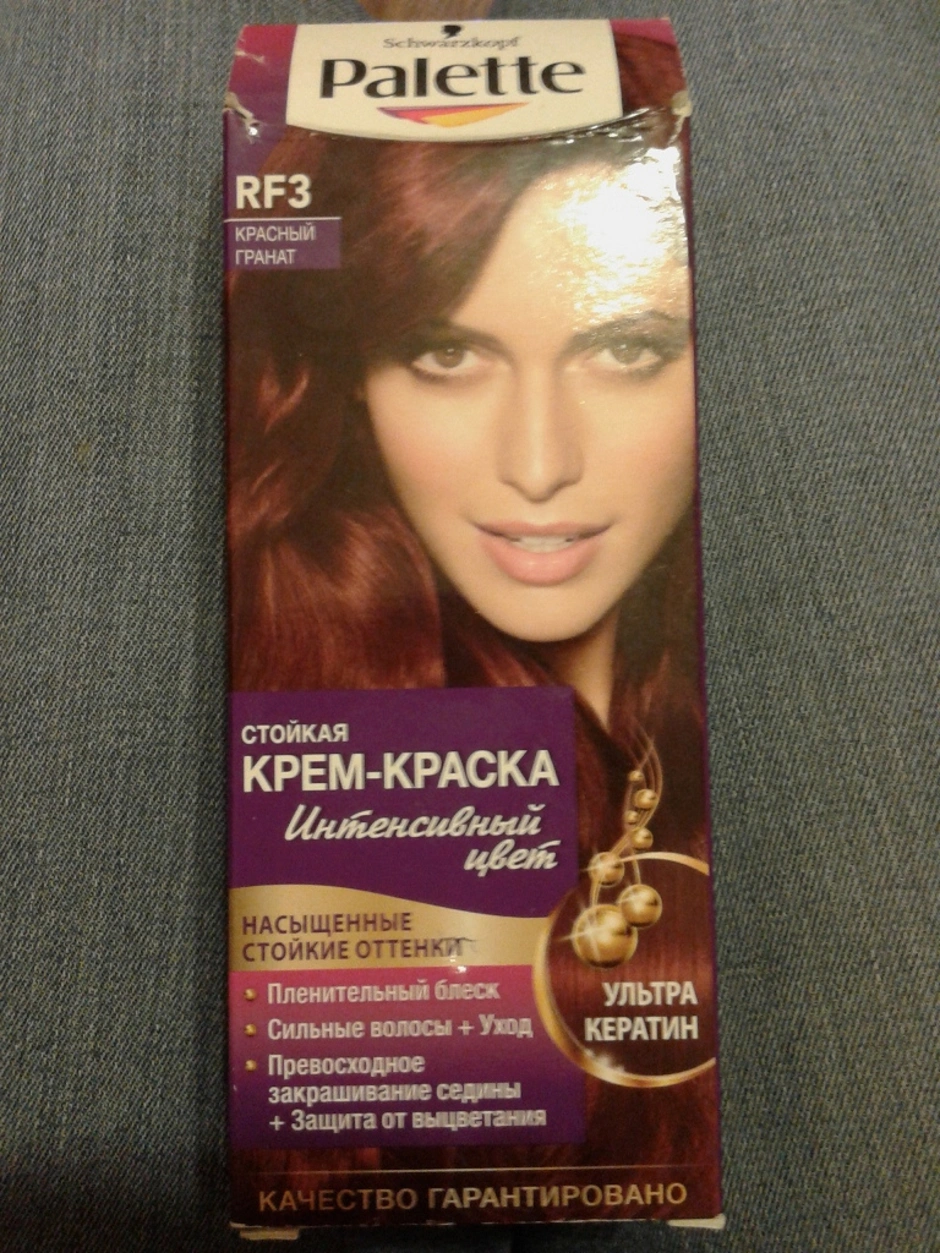 Schwarzkopf
Palette
RF3
КРАСНЫЙ
ГРАНАТ
СТОЙКАЯ
КРЕМ-КРАСКА
Интенсивный
цвет
НАСЫЩЕННЫЕ
СТОЙКИЕ ОТТЕНКИ
Пленительный блеск
Сильные волосы + Уход
Превосходное
закрашивание седины
+ Защита от выцветания
УЛЬТРА
КЕРАТИН
КАЧЕСТВО ГАРАНТИРОВАНО